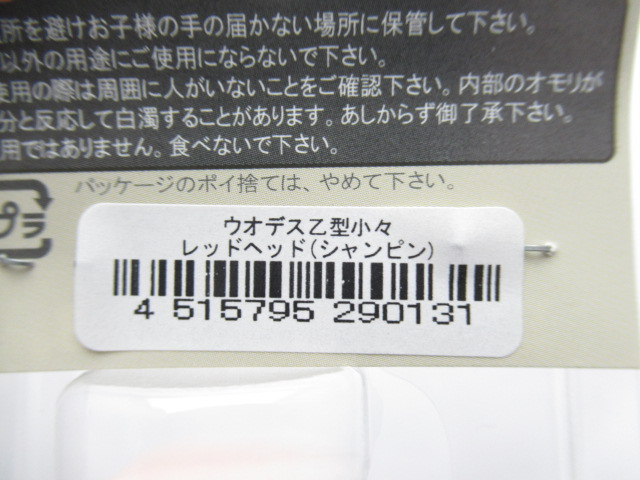 所を避けお子様の手の届かない場所に保管して下さい。
以外の用途にご使用にならないで下さい。
使用の際は周囲に人がいないことをご確認下さい。内部のオモリが
分と反応して白濁することがあります。あしからず御了承下さい。
用ではありません。食べないで下さい。
パッケージのポイ捨ては、やめて下さい。
プラ
ウオデス乙型小々
レッドヘッド(シャンピン)
4 515795 290131